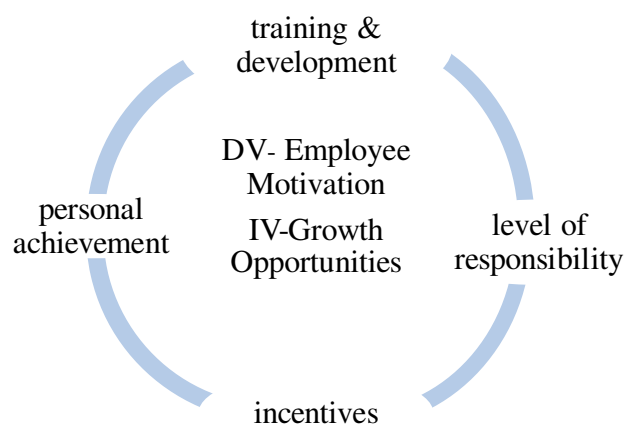 training &
development
DV- Employee
Motivation
IV-Growth
Opportunities
personal
achievement
level of
responsibility
incentives